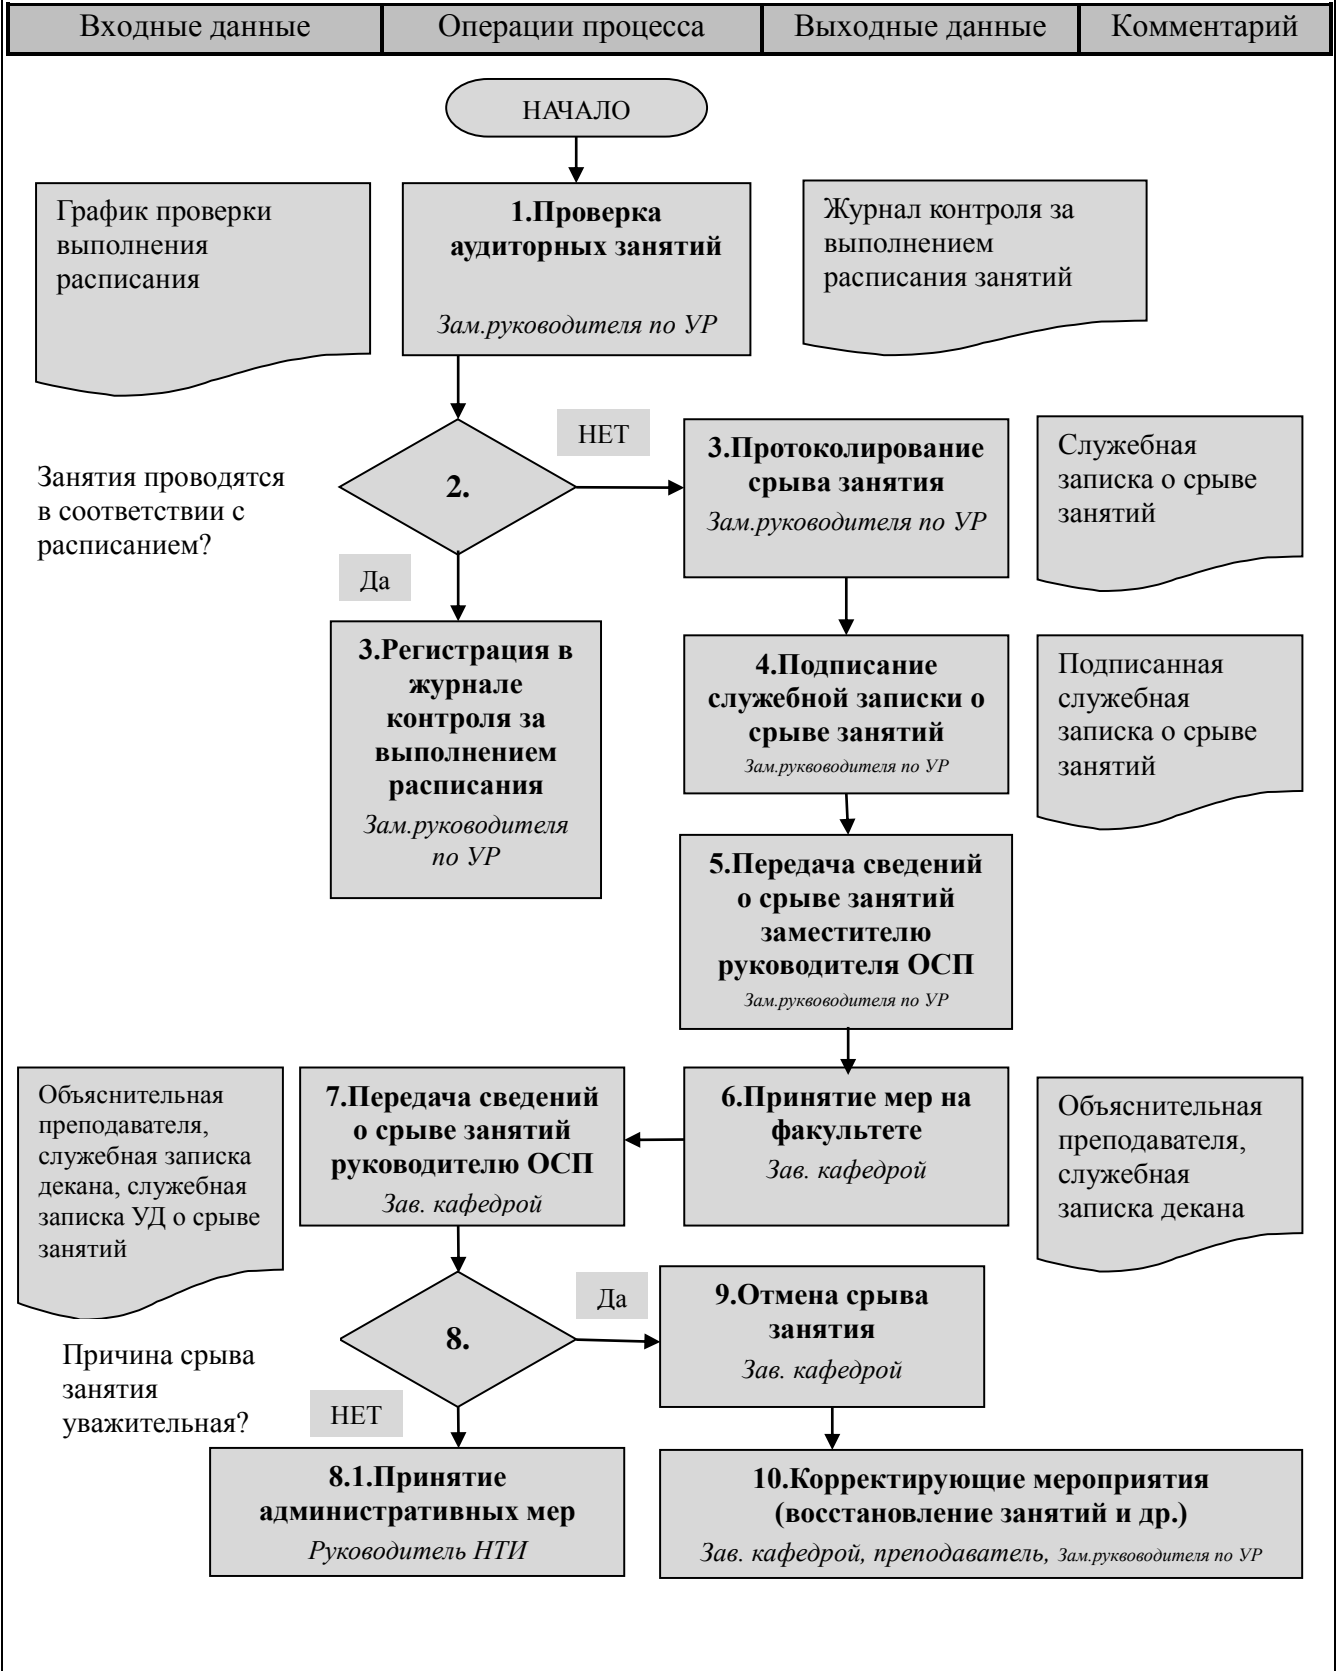 Входные данные
Операции процесса
Выходные данные
Комментарий
НАЧАЛО
График проверки
выполнения
расписания
1.Проверка
аудиторных занятий
Зам.руководителя по УР
Журнал контроля за
выполнением
расписания занятий
Занятия проводятся
в соответствии с
расписанием?
2.
НЕТ
3.Протоколирование
срыва занятия
Зам.руководителя по УР
Служебная
записка о срыве
занятий
Да
3.Регистрация в
журнале
контроля за
выполнением
расписания
Зам.руководителя
по УР
4.Подписание
служебной записки о
срыве занятий
Зам.руквоводителя по УР
Подписанная
служебная
записка о срыве
занятий
5.Передача сведений
о срыве занятий
заместителю
руководителя ОСП
Зам.руквоводителя по УР
Объяснительная
преподавателя,
служебная записка
декана, служебная
записка УД о срыве
занятий
7.Передача сведений
о срыве занятий
руководителю ОСП
Зав. кафедрой
6.Принятие мер на
факультете
Зав. кафедрой
Объяснительная
преподавателя,
служебная
записка декана
Причина срыва
занятия
уважительная?
8.
Да
9.Отмена срыва
занятия
Зав. кафедрой
НЕТ
8.1.Принятие
административных мер
Руководитель НТИ
10.Корректирующие мероприятия
(восстановление занятий и др.)
Зав. кафедрой, преподаватель, Зам.руквоводителя по УР